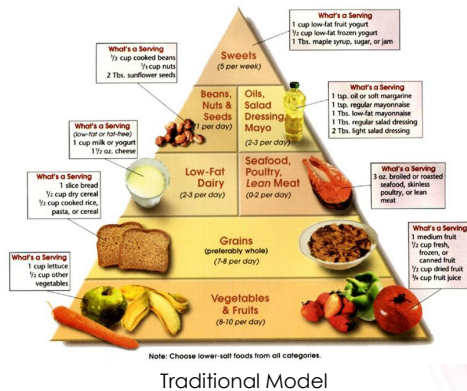 What's a Serving
1 cup low-fat fruit yogurt
1/2 cup low-fat frozen yogurt
1 Tbs. maple syrup, sugar, or jam
Sweets
(5 per week)
What's a Serving
1/2 cup cooked beans
1/3 cup nuts
2 Tbs. sunflower seeds
Beans,
Nuts &
Seeds
(1 per day)
Oils,
Salad
Dressing,
Mayo
(2-3 per day)
What's a Serving
1 tsp. oil or soft margarine
1 tsp. regular mayonnaise
1 Tbs. low-fat mayonnaise
1 Tbs. regular salad dressing
2 Tbs. light salad dressing
What's a Serving
(low-fat or fat-free)
1 cup milk or yogurt
1 1/2 oz. cheese
Low-Fat
Dairy
(2-3 per day)
Seafood,
Poultry,
Lean Meat
(0-2 per day)
What's a Serving
3 oz. broiled or roasted
seafood, skinless
poultry, or lean
meat
What's a Serving
1 slice bread
1/2 cup dry cereal
1/2 cup cooked rice,
pasta, or cereal
Grains
(preferably whole)
(7-8 per day)
What's a Serving
1 cup lettuce
1/2 cup other
vegetables
Vegetables
& Fruits
(8-10 per day)
What's a Serving
1 medium fruit
1/2 cup fresh,
frozen, or
canned fruit
1/2 cup dried fruit
3/4 cup fruit juice
Note: Choose lower-salt foods from all categories.
Traditional Model